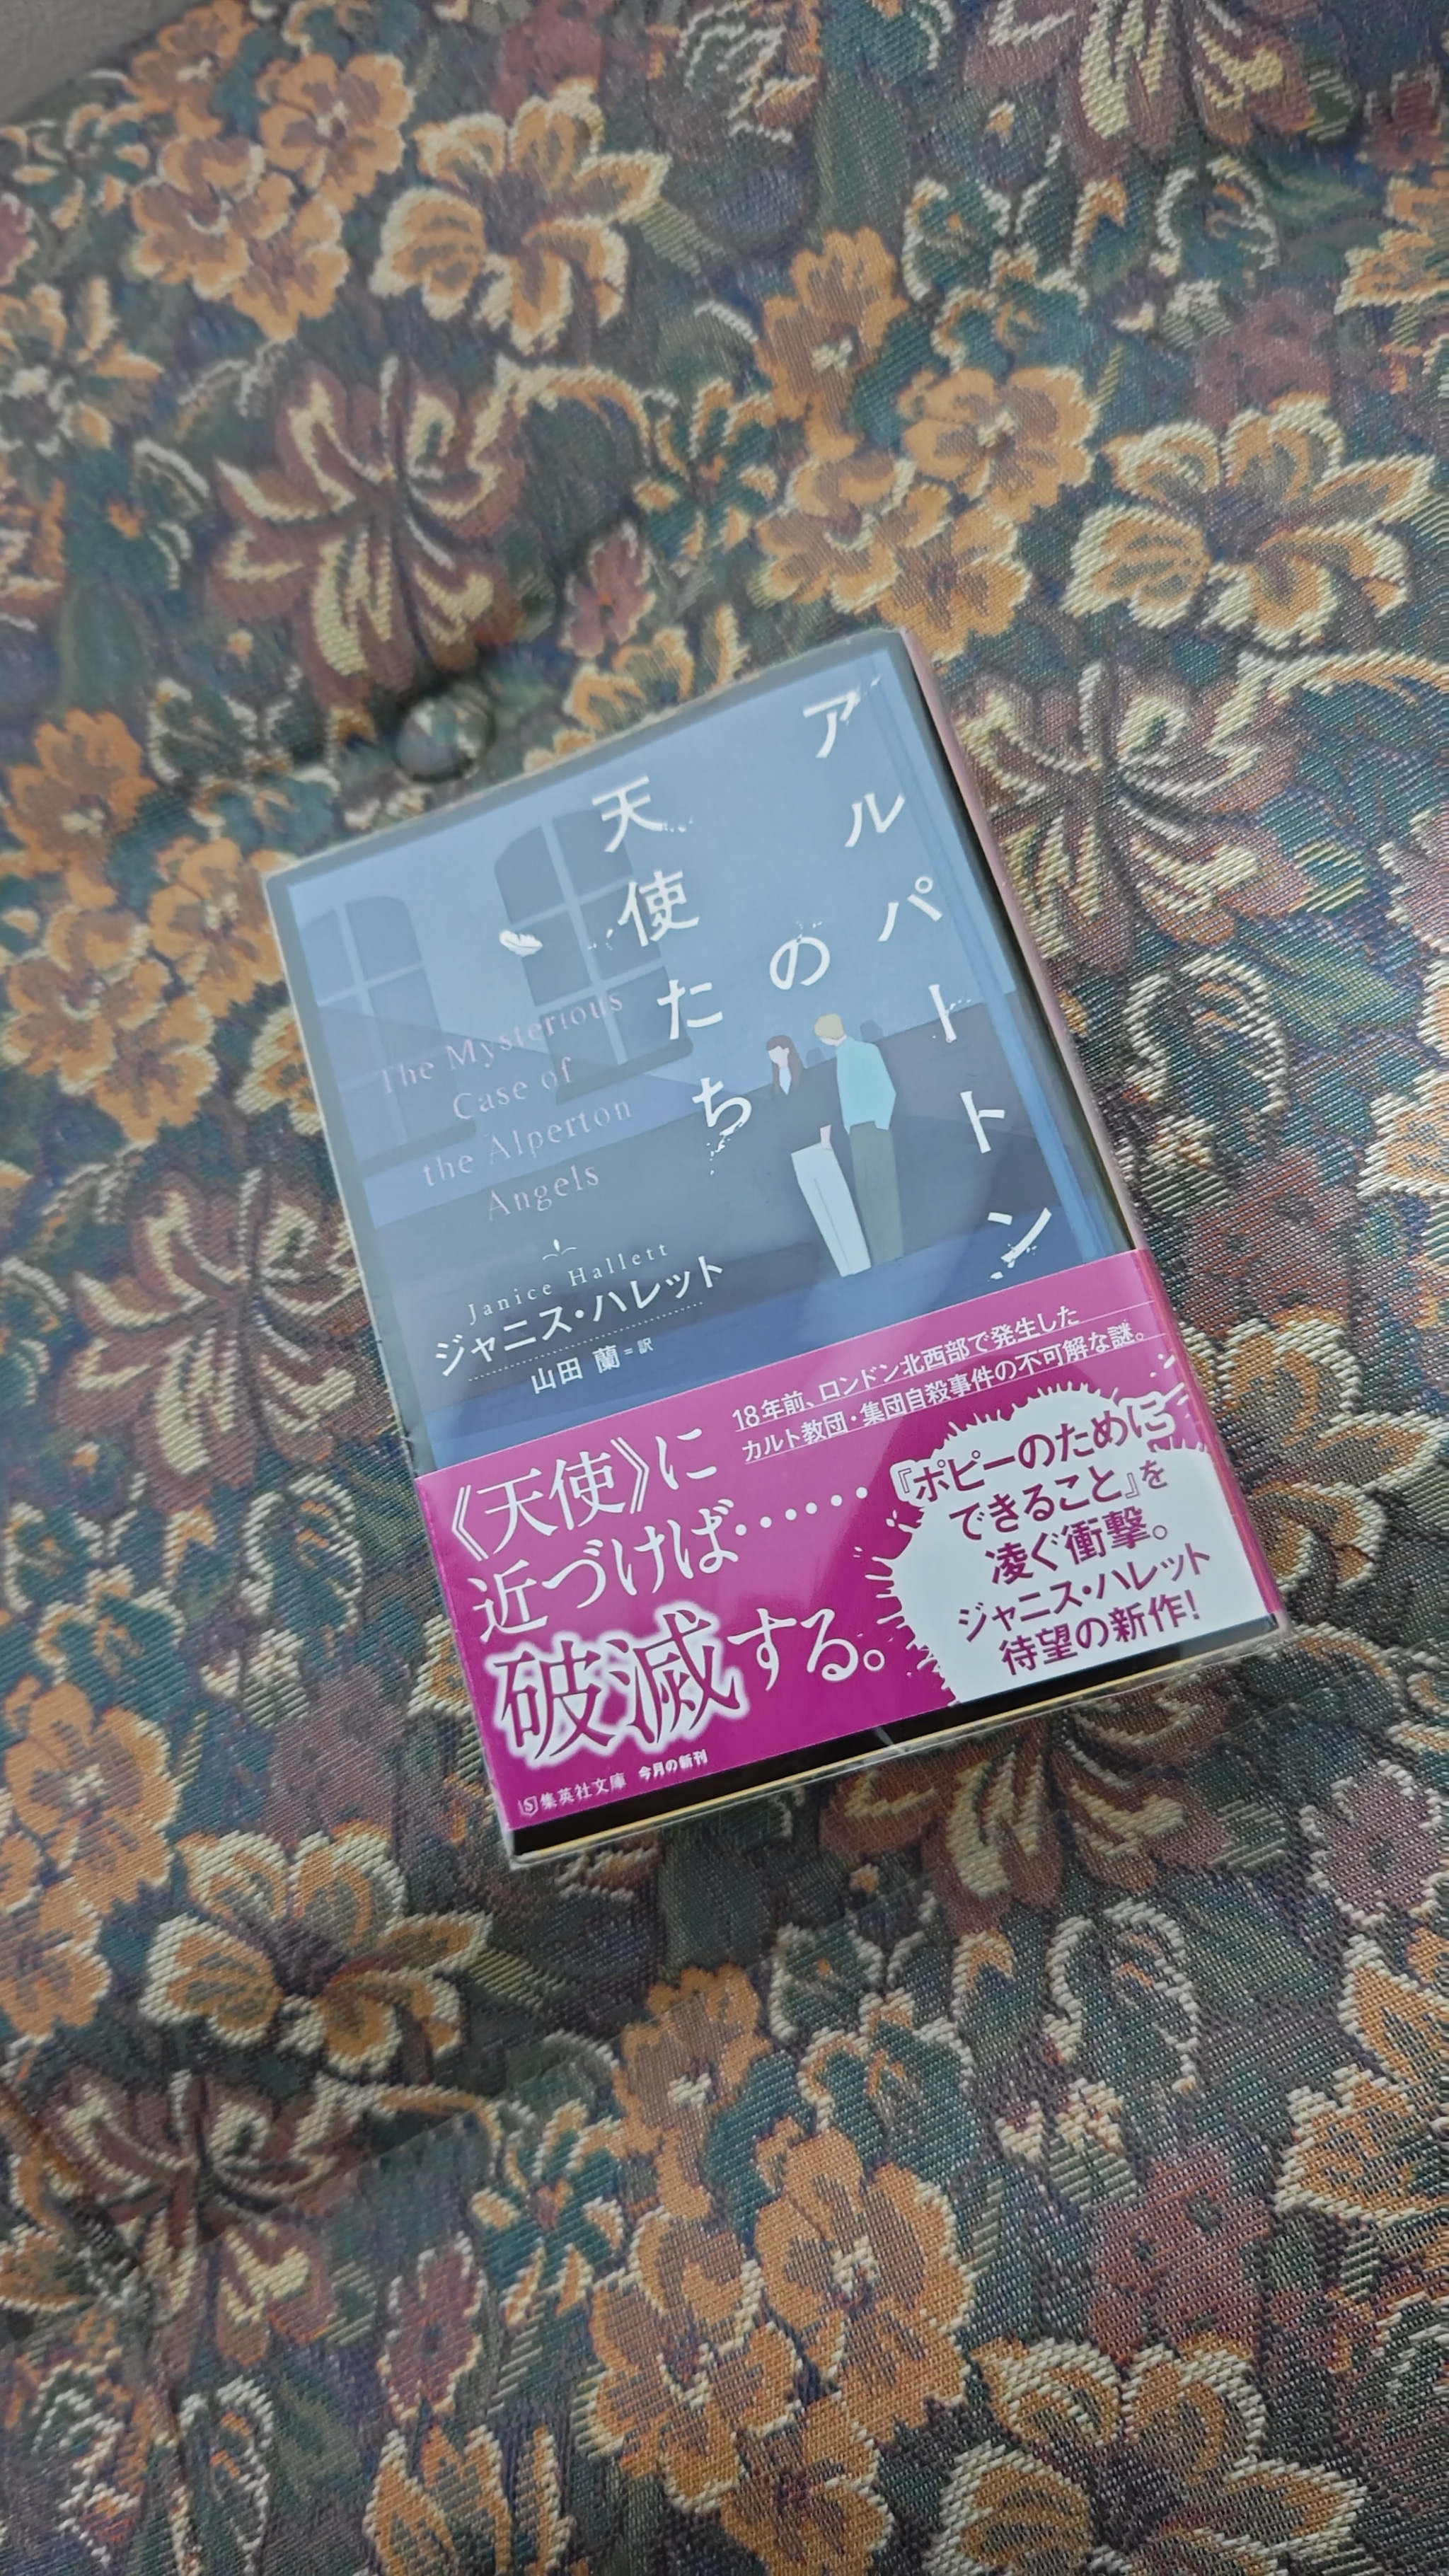 アルパートン
の
天使たち
The Mysterious
Case of
the Alperton
Angels
Janice Hallett
ジャニス・ハレット
山田 蘭=訳
18年前、ロンドン北西部で発生した
カルト教団・集団自殺事件の不可解な謎。
《天使》に
近づけば……
破滅する。
『ポピーのために
できること』を
凌ぐ衝撃。
ジャニス・ハレット
待望の新作!
集英社文庫 今月の新刊